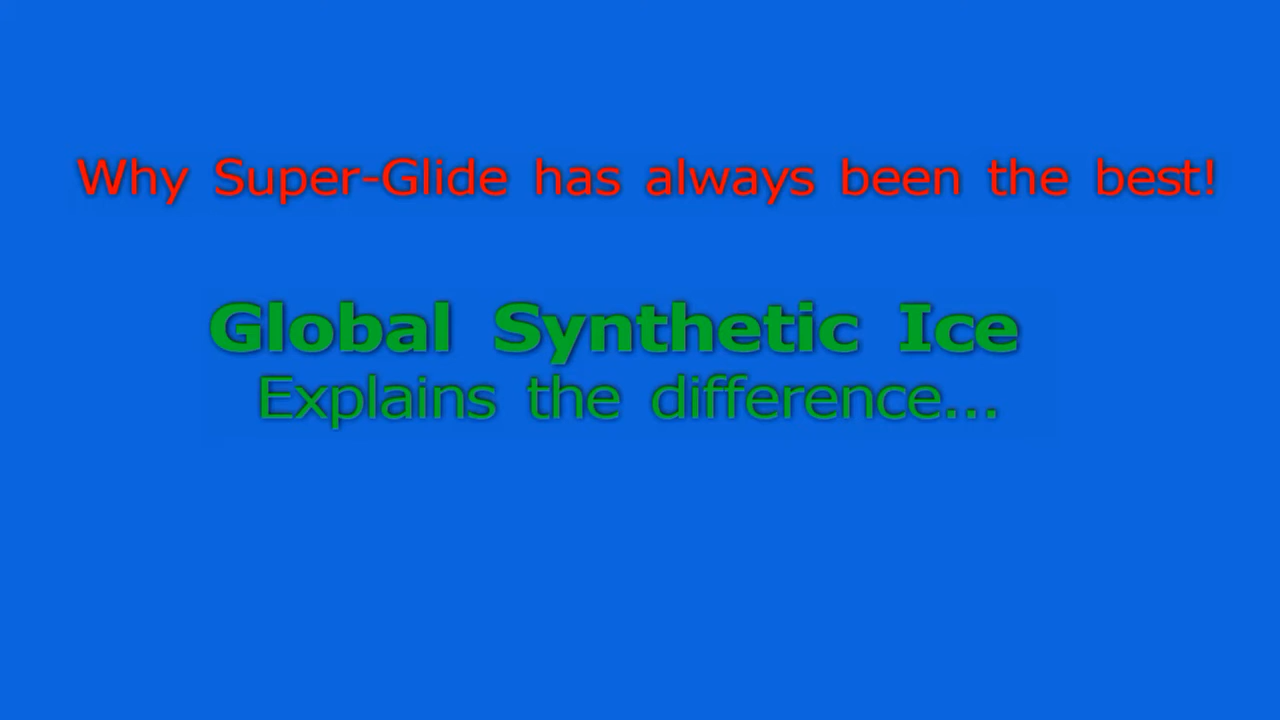 Why Super-Glide has always been the best!
Global Synthetic Ice
Explains the difference...